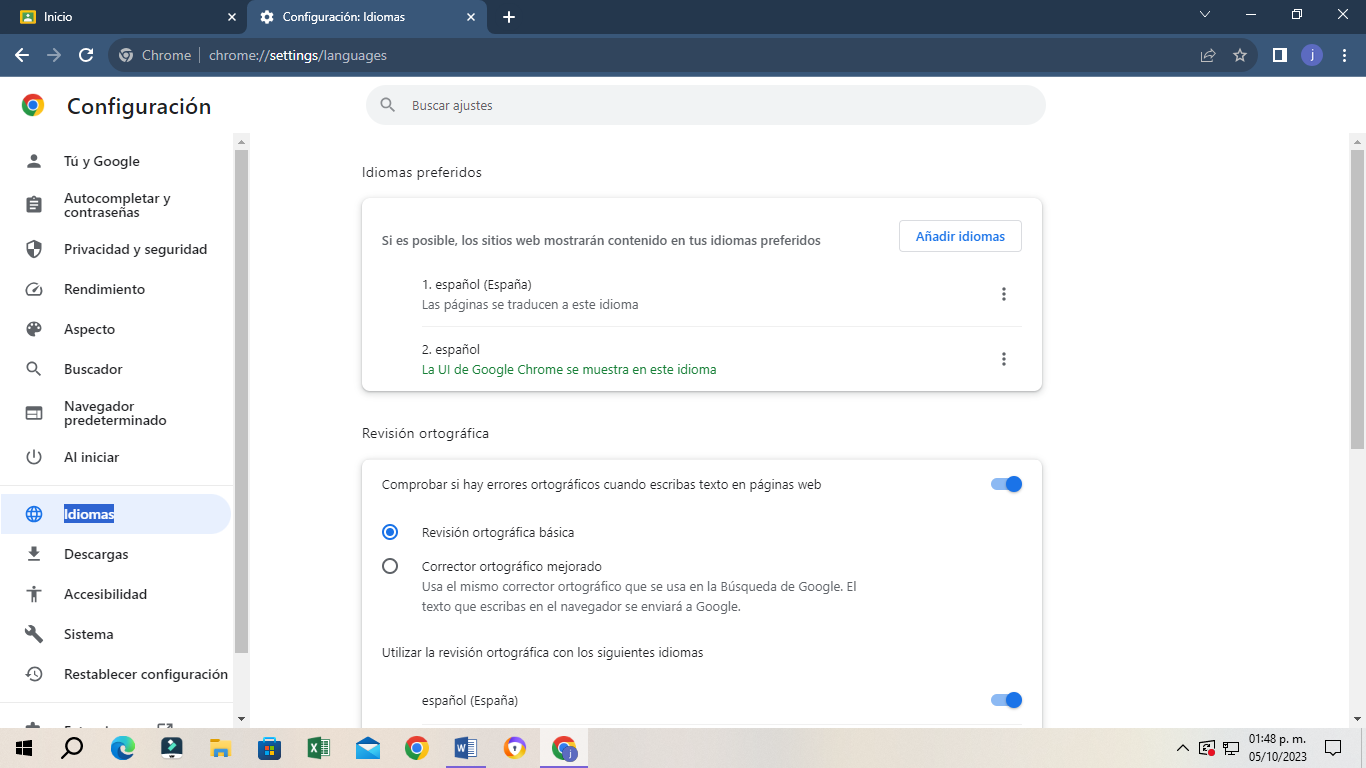 Inicio
Configuración: Idiomas
Chrome
chrome://settings/languages
j
Configuración
Buscar ajustes
Tú y Google
Autocompletar y
contraseñas
Privacidad y seguridad
Rendimiento
Aspecto
Buscador
Navegador
predeterminado
Al iniciar
Idiomas
Descargas
Accesibilidad
Sistema
Restablecer configuración
Idiomas preferidos
Si es posible, los sitios web mostrarán contenido en tus idiomas preferidos
Añadir idiomas
1. español (España)
Las páginas se traducen a este idioma
2. español
La UI de Google Chrome se muestra en este idioma
Revisión ortográfica
Comprobar si hay errores ortográficos cuando escribas texto en páginas web
Revisión ortográfica básica
Corrector ortográfico mejorado
Usa el mismo corrector ortográfico que se usa en la Búsqueda de Google. El
texto que escribas en el navegador se enviará a Google.
Utilizar la revisión ortográfica con los siguientes idiomas
español (España)
j
01:48 p. m.
05/10/2023